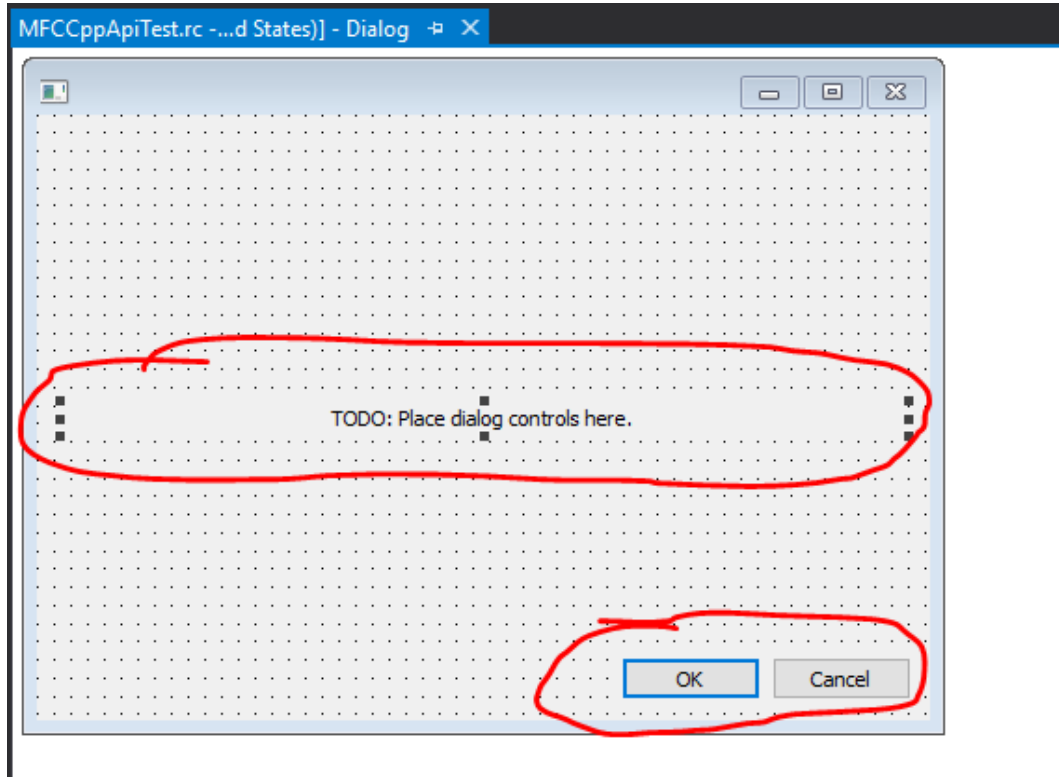 MFCCppApiTest.rc -...d States)] - Dialog
TODO: Place dialog controls here.
OK
Cancel